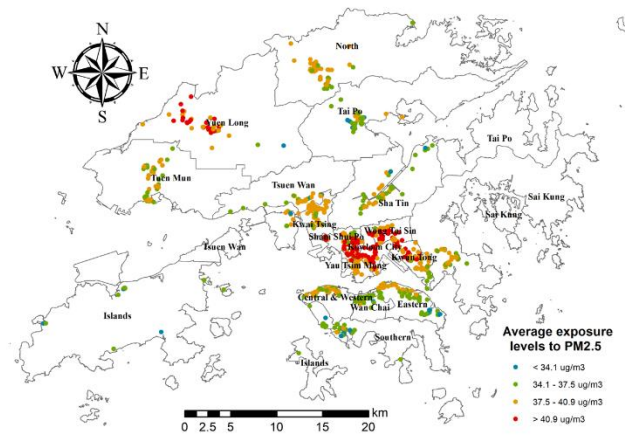 N
W E
S
North
Tai Po
Yuen Long
Tai Po
Tuen Mun
Tsuen Wan
Sha Tin
Sai Kung
Sai Kung
Kwai Tsing
Wong Tai Sin
Sham Shui Po
Kowloon City
Tsuen Wan
Kwun Tong
Yau Tsim Mong
Central & Western
Eastern
Wan Chai
Islands
Southern
Islands
Average exposure
levels to PM2.5
< 34.1 ug/m3
34.1 - 37.5 ug/m3
37.5 - 40.9 ug/m3
> 40.9 ug/m3
km
0 2.5 5 10 15 20